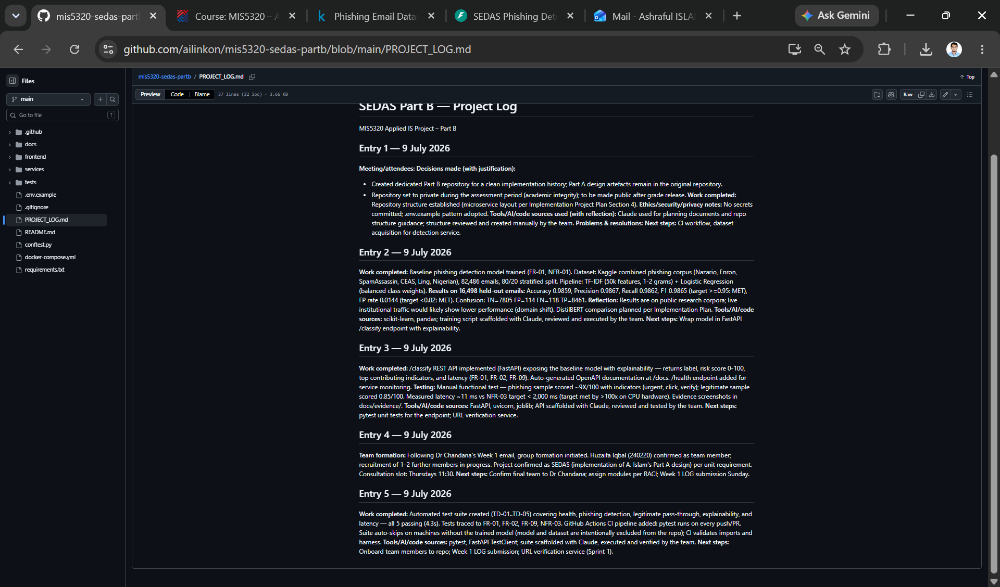 mis5320-sedas-part
Course: MIS5320 – A
Phishing Email Data
SEDAS Phishing Det
Mail - Ashraful ISLA
Ask Gemini
github.com/ailinkon/mis5320-sedas-partb/blob/main/PROJECT_LOG.md
Files
main
Go to file
T
.github
docs
frontend
services
tests
.env.example
.gitignore
PROJECT_LOG.md
README.md
conftest.py
docker-compose.yml
requirements.txt
mis5320-sedas-partb / PROJECT_LOG.md
Top
Preview Code Blame 37 lines (32 loc) · 3.66 KB
Raw
SEDAS Part B — Project Log
MIS5320 Applied IS Project – Part B
Entry 1 — 9 July 2026
Meeting/attendees: Decisions made (with justification):
• Created dedicated Part B repository for a clean implementation history; Part A design artefacts remain in the original repository.
• Repository set to private during the assessment period (academic integrity); to be made public after grade release. Work completed:
Repository structure established (microservice layout per Implementation Project Plan Section 4). Ethics/security/privacy notes: No secrets
committed; .env.example pattern adopted. Tools/AI/code sources used (with reflection): Claude used for planning documents and repo
structure guidance; structure reviewed and created manually by the team. Problems & resolutions: Next steps: CI workflow, dataset
acquisition for detection service.
Entry 2 — 9 July 2026
Work completed: Baseline phishing detection model trained (FR-01, NFR-01). Dataset: Kaggle combined phishing corpus (Nazario, Enron,
SpamAssassin, CEAS, Ling, Nigerian), 82,486 emails, 80/20 stratified split. Pipeline: TF-IDF (50k features, 1-2 grams) + Logistic Regression
(balanced class weights). Results on 16,498 held-out emails: Accuracy 0.9859, Precision 0.9867, Recall 0.9862, F1 0.9865 (target >=0.95: MET),
FP rate 0.0144 (target <0.02: MET). Confusion: TN=7805 FP=114 FN=118 TP=8461. Reflection: Results are on public research corpora; live
institutional traffic would likely show lower performance (domain shift). DistilBERT comparison planned per Implementation Plan. Tools/AI/code
sources: scikit-learn, pandas; training script scaffolded with Claude, reviewed and executed by the team. Next steps: Wrap model in FastAPI
/classify endpoint with explainability.
Entry 3 — 9 July 2026
Work completed: /classify REST API implemented (FastAPI) exposing the baseline model with explainability — returns label, risk score 0-100,
top contributing indicators, and latency (FR-01, FR-02, FR-09). Auto-generated OpenAPI documentation at /docs. /health endpoint added for
service monitoring. Testing: Manual functional test — phishing sample scored ~9X/100 with indicators (urgent, click, verify); legitimate sample
scored 0.85/100. Measured latency ~11 ms vs NFR-03 target < 2,000 ms (target met by >100x on CPU hardware). Evidence screenshots in
docs/evidence/. Tools/AI/code sources: FastAPI, uvicorn, joblib; API scaffolded with Claude, reviewed and tested by the team. Next steps:
pytest unit tests for the endpoint; URL verification service.
Entry 4 — 9 July 2026
Team formation: Following Dr Chandana's Week 1 email, group formation initiated. Huzaifa Iqbal (240220) confirmed as team member;
recruitment of 1–2 further members in progress. Project confirmed as SEDAS (implementation of A. Islam's Part A design) per unit requirement.
Consultation slot: Thursdays 11:30. Next steps: Confirm final team to Dr Chandana; assign modules per RACI; Week 1 LOG submission Sunday.
Entry 5 — 9 July 2026
Work completed: Automated test suite created (TD-01..TD-05) covering health, phishing detection, legitimate pass-through, explainability, and
latency — all 5 passing (4.3s). Tests traced to FR-01, FR-02, FR-09, NFR-03. GitHub Actions CI pipeline added: pytest runs on every push/PR.
Suite auto-skips on machines without the trained model (model and dataset are intentionally excluded from the repo); CI validates imports and
harness. Tools/AI/code sources: pytest, FastAPI TestClient; suite scaffolded with Claude, executed and verified by the team. Next steps:
Onboard team members to repo; Week 1 LOG submission; URL verification service (Sprint 1).